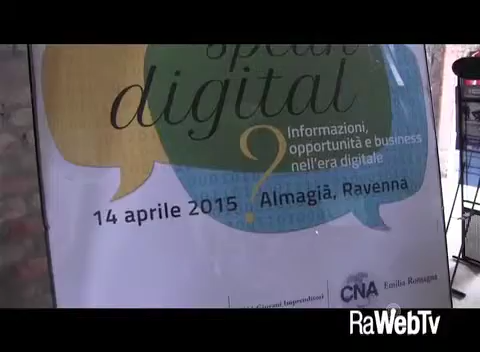 digital
?
Informazioni,
opportunità e business
nell'era digitale
14 aprile 2015
Almagià, Ravenna
Giovani Imprenditori
CNA Emilia Romagna
RaWebTv